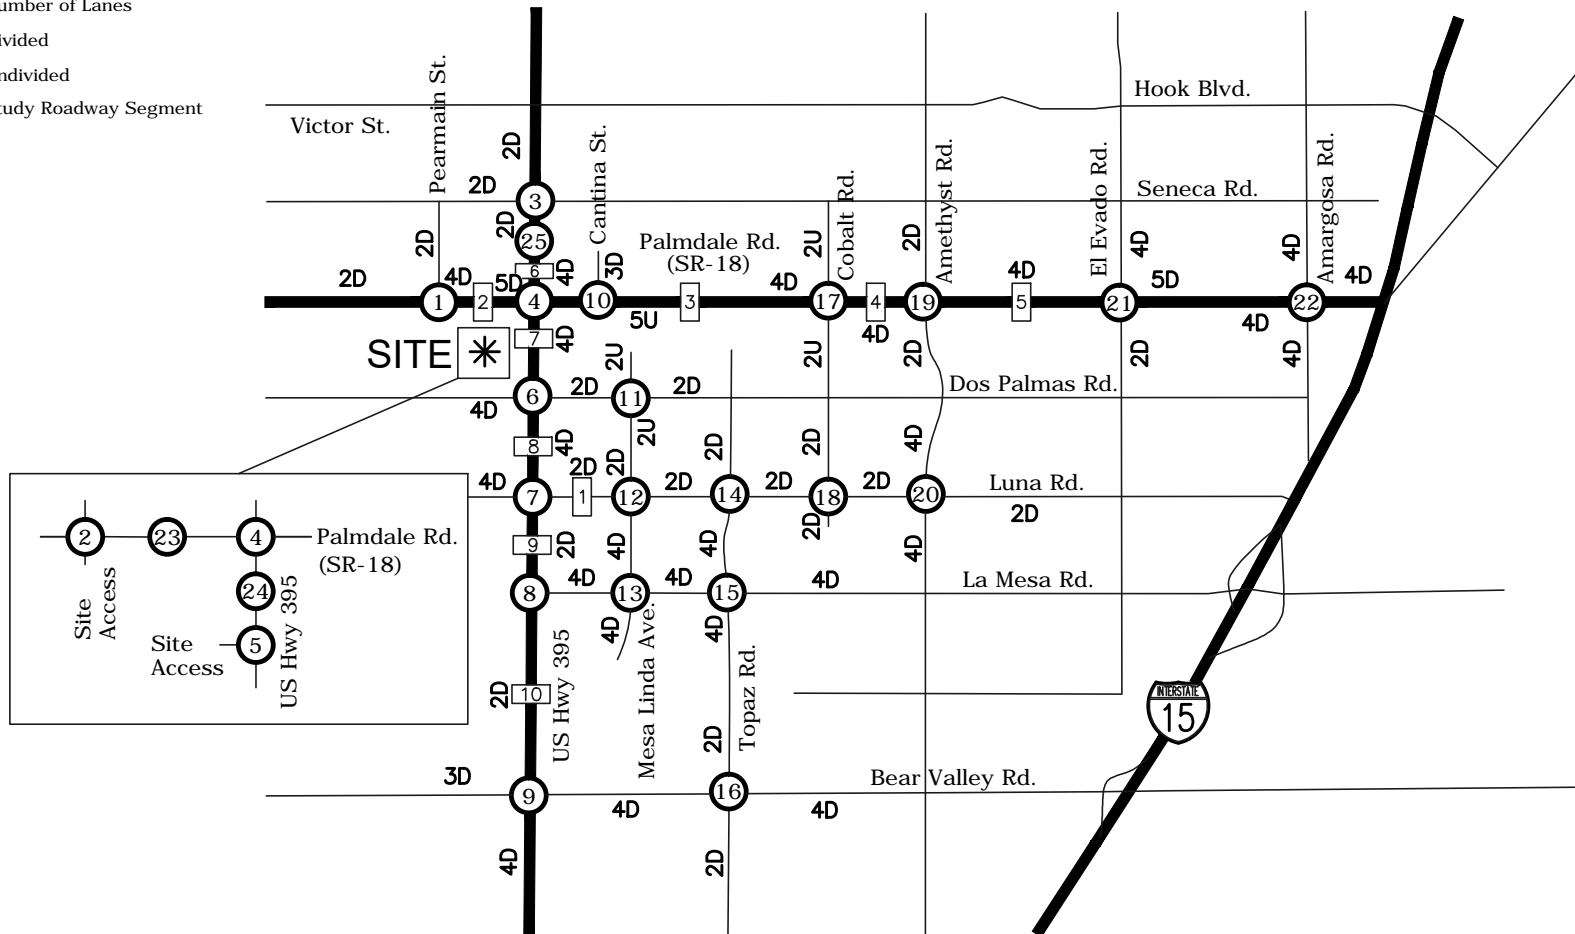 umber of Lanes
ivided
ndivided
tudy Roadway Segment
Victor St.
Hook Blvd.
Pearmain St.
2D
Cantina St.
2D
3
Seneca Rd.
Cobalt Rd.
Amethyst Rd.
El Evado Rd.
Amargosa Rd.
2D
2D
25
Palmdale Rd.
(SR-18)
2U
2D
4D
4D
2D
4D
5D
6
4D
3D
4D
4D
5D
4D
1
2
4
10
3
17
4
19
5
21
22
5U
4D
4D
SITE
7
4D
2U
2U
2D
2D
4D
6
2D
11
2D
Dos Palmas Rd.
4D
8
4D
2U
2D
2D
4D
2D
2D
4D
7
1
12
2D
14
2D
18
2D
20
Luna Rd.
2D
2D
9
2D
4D
4D
4D
8
4D
13
4D
15
4D
La Mesa Rd.
4D
4D
2
23
4
Palmdale Rd.
(SR-18)
24
5
Site
Access
Site
Access
US Hwy 395
2D
10
US Hwy 395
Mesa Linda Ave.
Topaz Rd.
2D
INTERSTATE
15
3D
9
4D
16
4D
Bear Valley Rd.
4D
2D